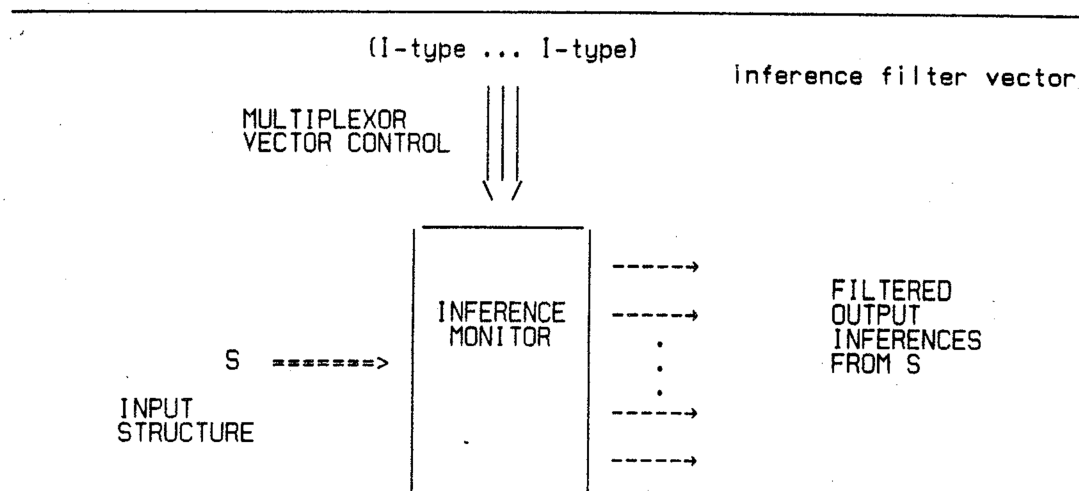 (I-type ... I-type)
inference filter vector
MULTIPLEXOR
VECTOR CONTROL
INFERENCE
MONITOR
FILTERED
OUTPUT
INFERENCES
FROM S
S =======>
INPUT
STRUCTURE